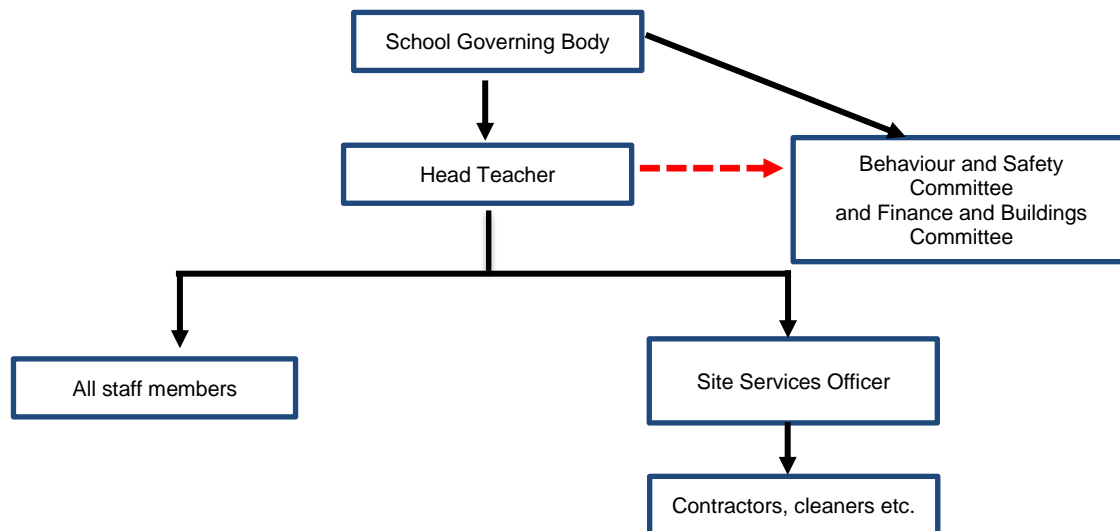 School Governing Body
Head Teacher
Behaviour and Safety
Committee
and Finance and Buildings
Committee
All staff members
Site Services Officer
Contractors, cleaners etc.